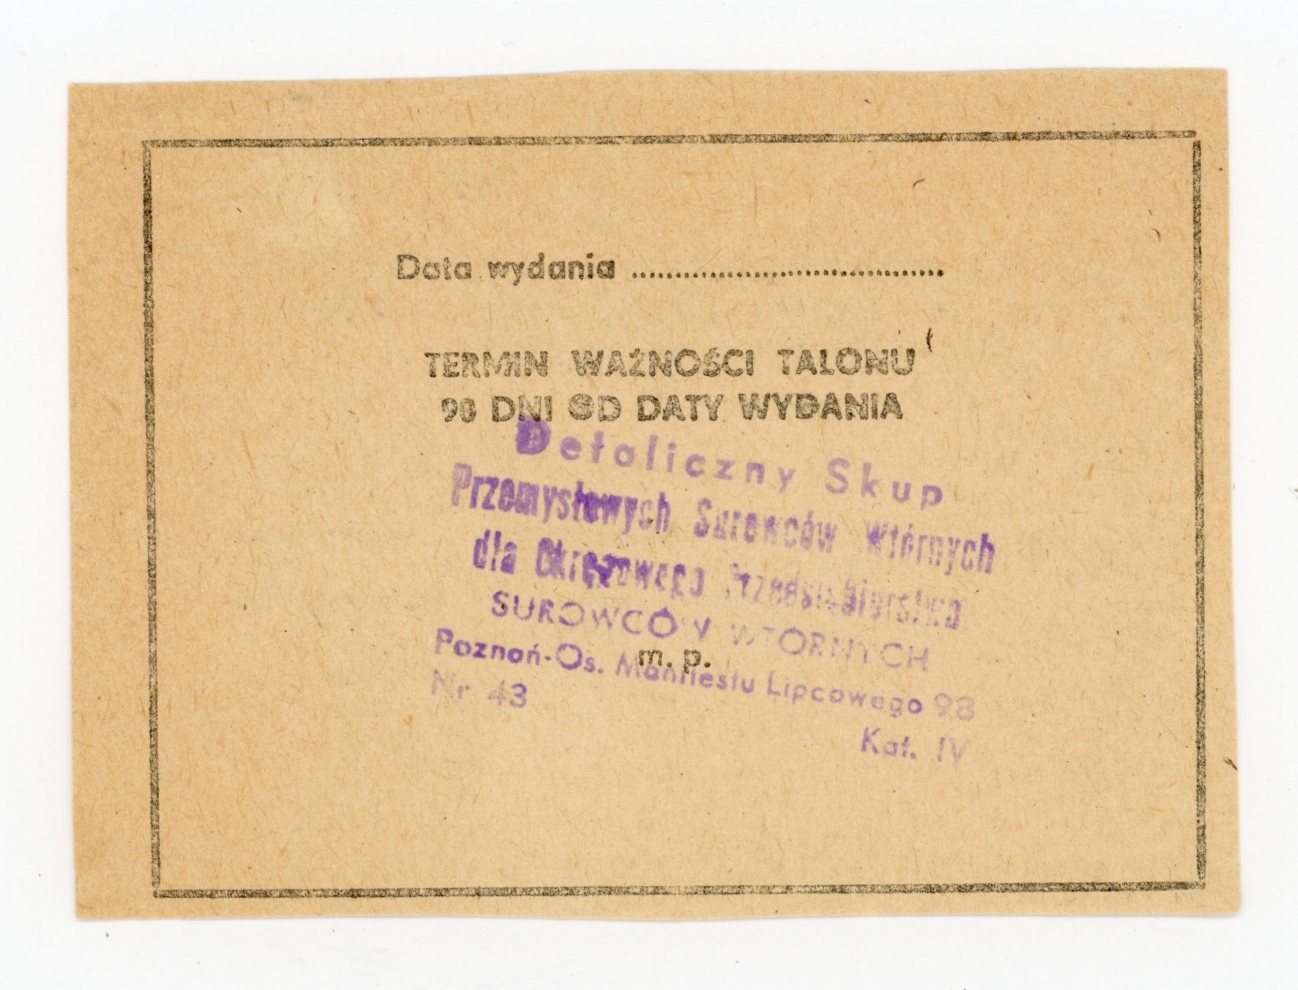 Data wydania ........................................
TERMIN WAŻNOŚCI TALONU
90 DNI OD DATY WYDANIA
Detaliczny Skup
Przemysłowych Surowców Wtórnych
dla Okręgowego Przedsiębiorstwa
SUROWCÓW WTÓRNYCH
m. p.
Poznań-Os. Manifestu Lipcowego 98
Nr 43
Kat. IV